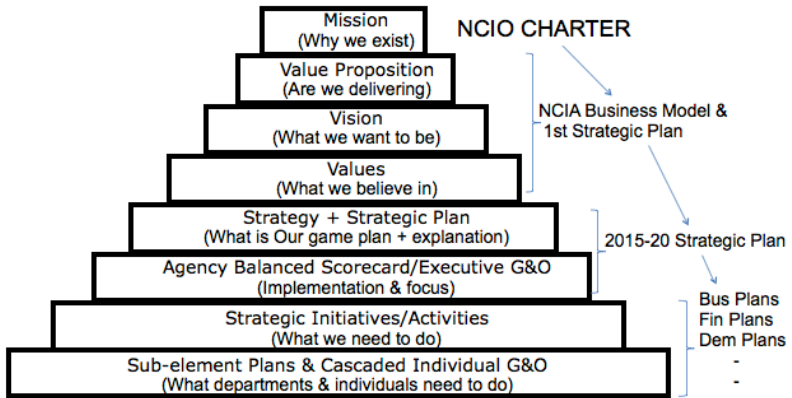 Mission
(Why we exist)
NCIO CHARTER
Value Proposition
(Are we delivering)
Vision
(What we want to be)
NCIA Business Model &
1st Strategic Plan
Values
(What we believe in)
Strategy + Strategic Plan
(What is Our game plan + explanation)
2015-20 Strategic Plan
Agency Balanced Scorecard/Executive G&O
(Implementation & focus)
Strategic Initiatives/Activities
(What we need to do)
Bus Plans
Fin Plans
Dem Plans
-
-
Sub-element Plans & Cascaded Individual G&O
(What departments & individuals need to do)